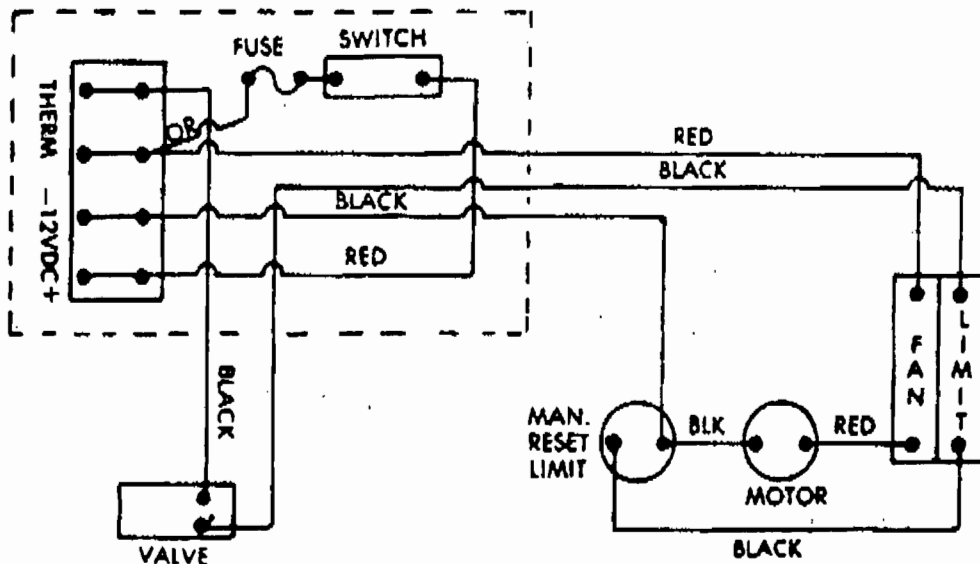 FUSE
SWITCH
THERM
OR
RED
BLACK
BLACK
–12VDC+
RED
BLACK
FAN
LIMIT
MAN.
RESET
LIMIT
BLK
RED
MOTOR
BLACK
VALVE